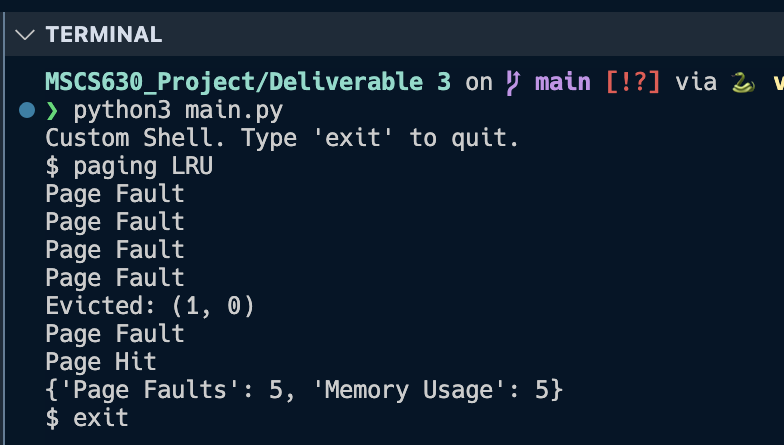 TERMINAL
MSCS630_Project/Deliverable 3 on main [!?] via v
❯ python3 main.py
Custom Shell. Type 'exit' to quit.
$ paging LRU
Page Fault
Page Fault
Page Fault
Page Fault
Evicted: (1, 0)
Page Fault
Page Hit
{'Page Faults': 5, 'Memory Usage': 5}
$ exit